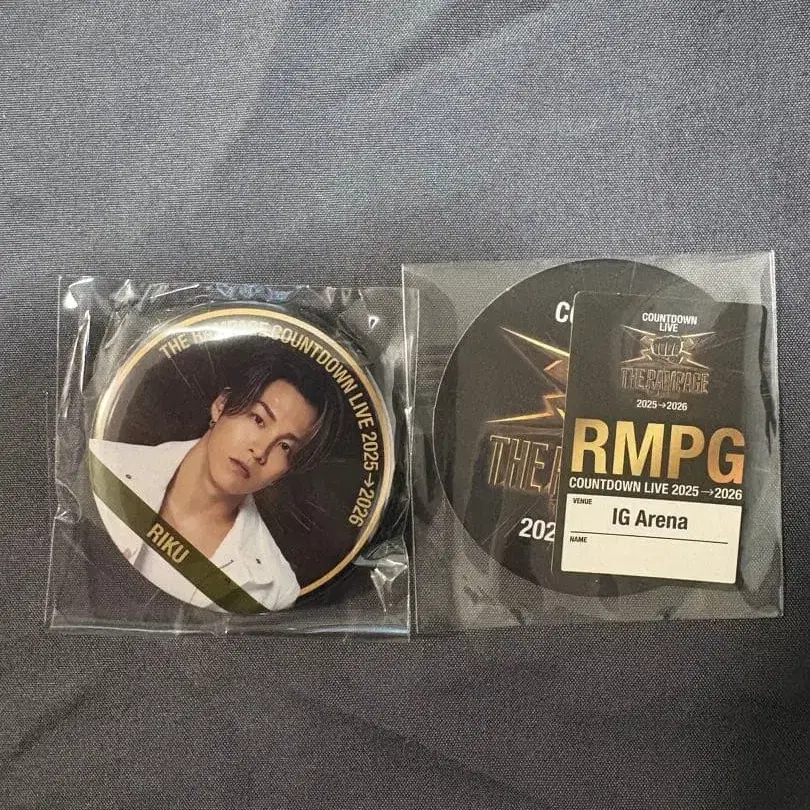 THE RAMPAGE COUNTDOWN LIVE 2025→2026
RIKU
CO
THE
202
COUNTDOWN
LIVE
THE RAMPAGE
2025→2026
RMPG
COUNTDOWN LIVE 2025→2026
VENUE
IG Arena
NAME